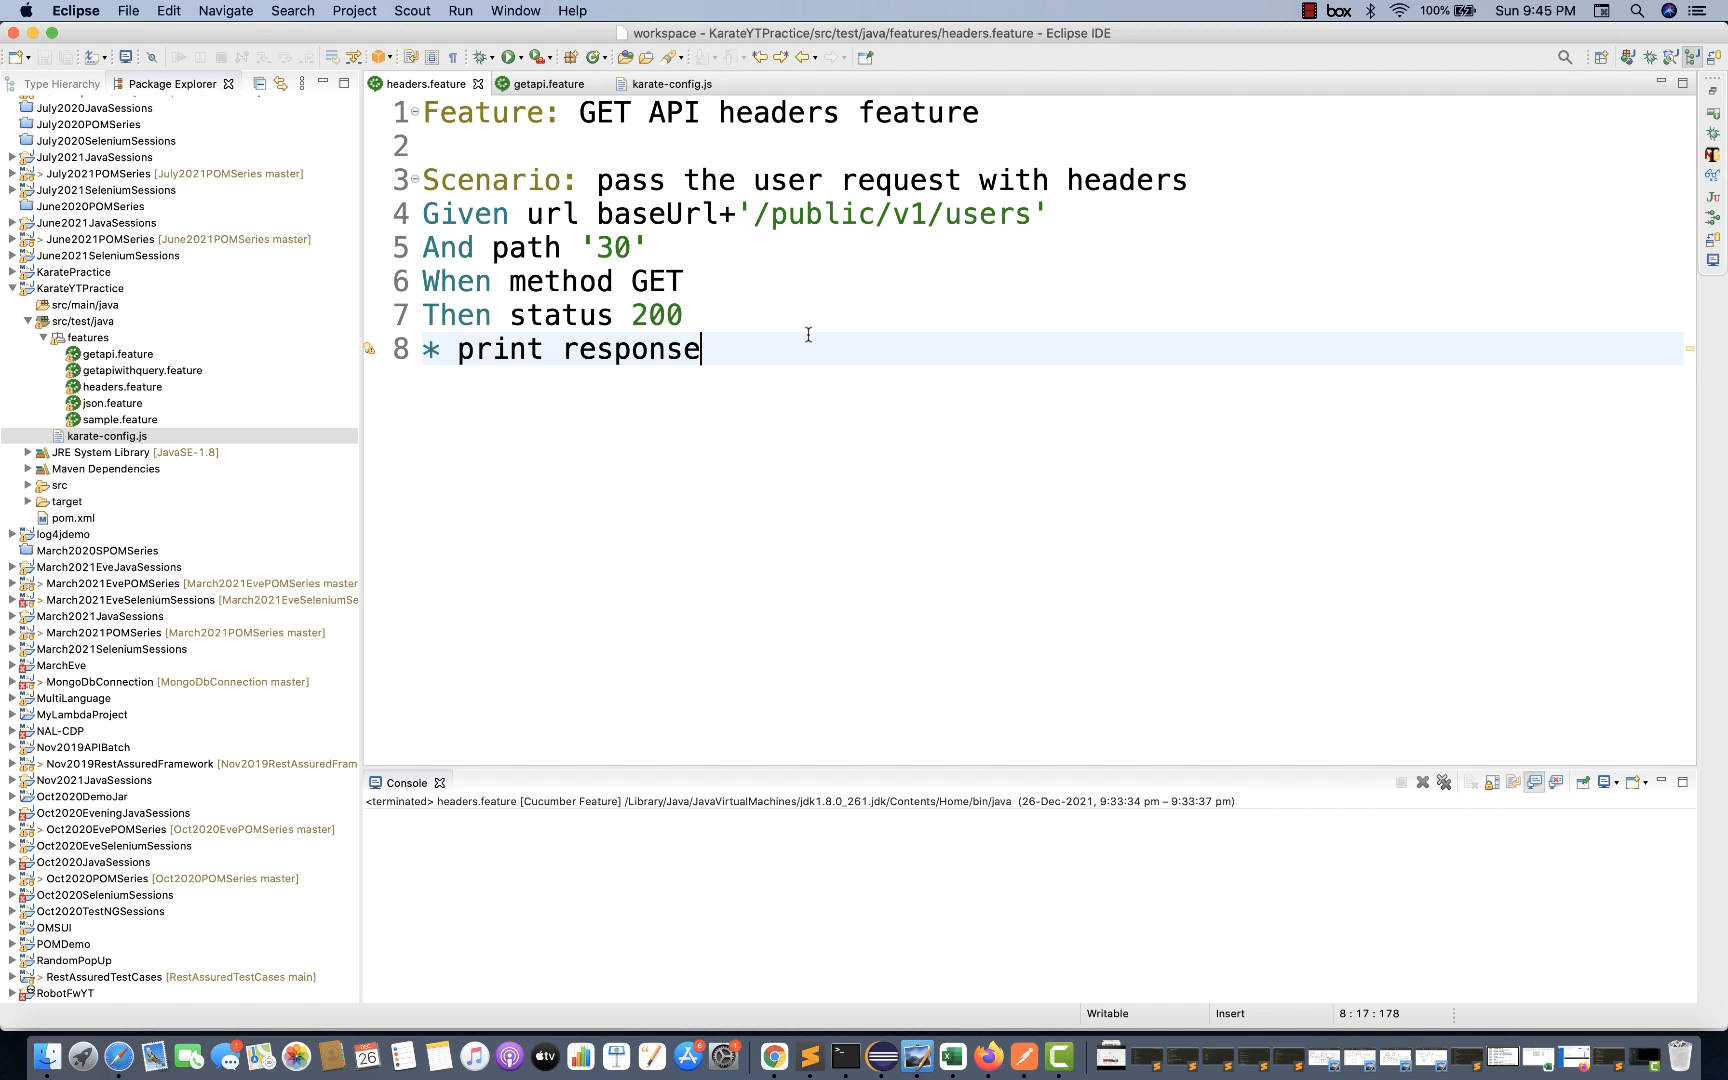 Eclipse File Edit Navigate Search Project Scout Run Window Help box 100% Sun 9:45 PM
workspace - KarateYTPractice/src/test/java/features/headers.feature - Eclipse IDE
Type Hierarchy Package Explorer
headers.feature getapi.feature karate-config.js
July2020JavaSessions
July2020POMSeries
July2020SeleniumSessions
July2021JavaSessions
> July2021POMSeries [July2021POMSeries master]
July2021SeleniumSessions
June2020POMSeries
June2021JavaSessions
> June2021POMSeries [June2021POMSeries master]
June2021SeleniumSessions
KaratePractice
KarateYTPractice
src/main/java
src/test/java
features
getapi.feature
getapiwithquery.feature
headers.feature
json.feature
sample.feature
karate-config.js
JRE System Library [JavaSE-1.8]
Maven Dependencies
src
target
pom.xml
log4jdemo
March2020SPOMSeries
March2021EveJavaSessions
> March2021EvePOMSeries [March2021EvePOMSeries master
> March2021EveSeleniumSessions [March2021EveSeleniumSe
March2021JavaSessions
> March2021POMSeries [March2021POMSeries master]
March2021SeleniumSessions
MarchEve
> MongoDbConnection [MongoDbConnection master]
MultiLanguage
MyLambdaProject
NAL-CDP
Nov2019APIBatch
> Nov2019RestAssuredFramework [Nov2019RestAssuredFram
Nov2021JavaSessions
Oct2020DemoJar
Oct2020EveningJavaSessions
> Oct2020EvePOMSeries [Oct2020EvePOMSeries master]
Oct2020EveSeleniumSessions
Oct2020JavaSessions
> Oct2020POMSeries [Oct2020POMSeries master]
Oct2020SeleniumSessions
Oct2020TestNGSessions
OMSUI
POMDemo
RandomPopUp
> RestAssuredTestCases [RestAssuredTestCases main]
RobotFwYT
1 Feature: GET API headers feature
2
3 Scenario: pass the user request with headers
4 Given url baseUrl+'/public/v1/users'
5 And path '30'
6 When method GET
7 Then status 200
8 * print response
Console
<terminated> headers.feature [Cucumber Feature] /Library/Java/JavaVirtualMachines/jdk1.8.0_261.jdk/Contents/Home/bin/java (26-Dec-2021, 9:33:34 pm – 9:33:37 pm)
Writable Insert 8 : 17 : 178
DEC
26
tv